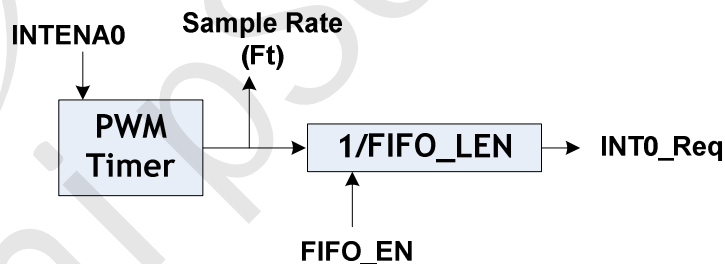 INTENA0
Sample Rate
(Ft)
PWM
Timer
1/FIFO_LEN
INT0_Req
FIFO_EN